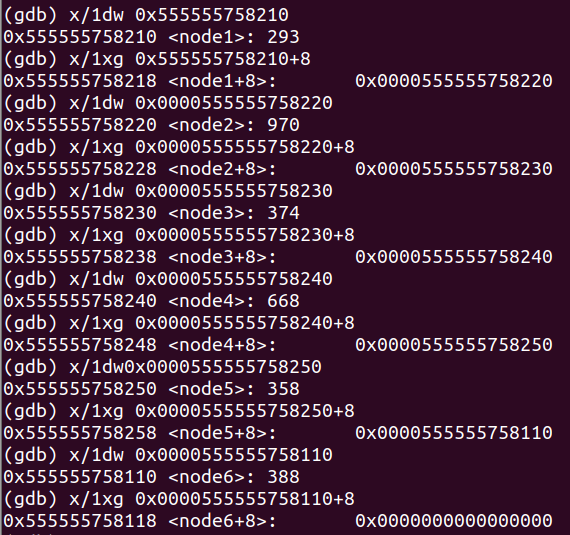 (gdb) x/1dw 0x555555758210
0x555555758210 <node1>: 293
(gdb) x/1xg 0x555555758210+8
0x555555758218 <node1+8>:       0x0000555555758220
(gdb) x/1dw 0x0000555555758220
0x555555758220 <node2>: 970
(gdb) x/1xg 0x0000555555758220+8
0x555555758228 <node2+8>:       0x0000555555758230
(gdb) x/1dw 0x0000555555758230
0x555555758230 <node3>: 374
(gdb) x/1xg 0x0000555555758230+8
0x555555758238 <node3+8>:       0x0000555555758240
(gdb) x/1dw 0x0000555555758240
0x555555758240 <node4>: 668
(gdb) x/1xg 0x0000555555758240+8
0x555555758248 <node4+8>:       0x0000555555758250
(gdb) x/1dw0x0000555555758250
0x555555758250 <node5>: 358
(gdb) x/1xg 0x0000555555758250+8
0x555555758258 <node5+8>:       0x0000555555758110
(gdb) x/1dw 0x0000555555758110
0x555555758110 <node6>: 388
(gdb) x/1xg 0x0000555555758110+8
0x555555758118 <node6+8>:       0x0000000000000000